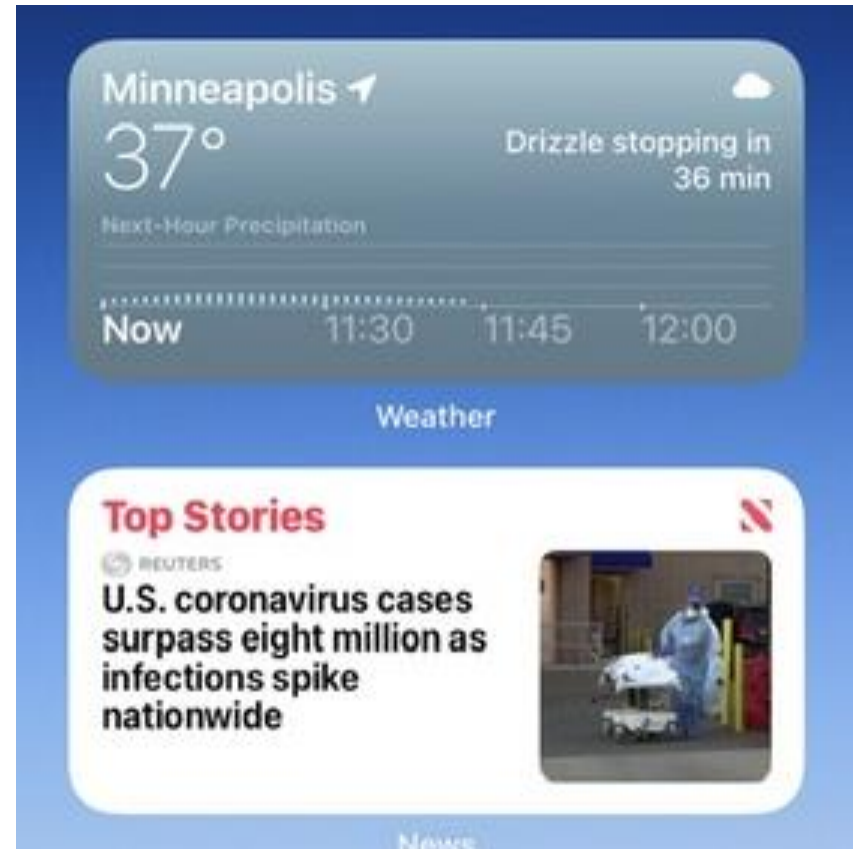 Minneapolis
37°
Drizzle stopping in
36 min
Next-Hour Precipitation
Now 11:30 11:45 12:00
Weather
Top Stories
REUTERS
U.S. coronavirus cases
surpass eight million as
infections spike
nationwide
News